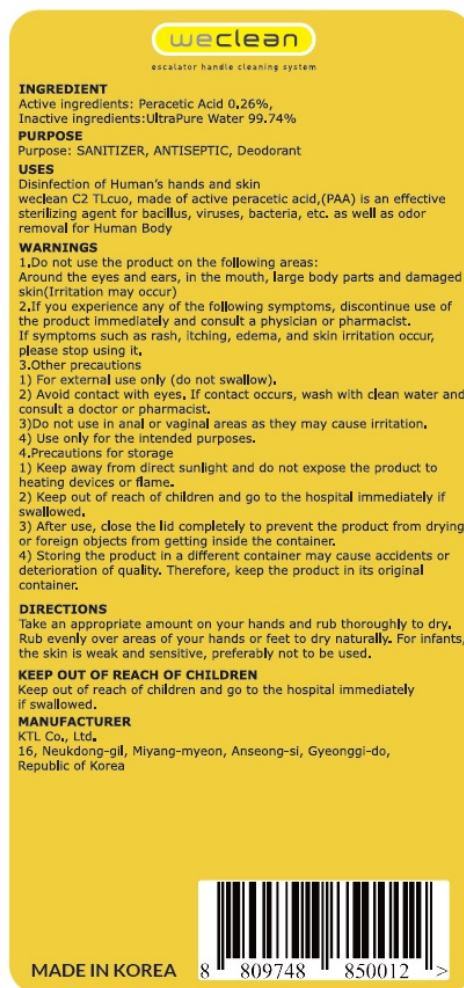 weclean
escalator handle cleaning system
INGREDIENT
Active ingredients: Peracetic Acid 0.26%,
Inactive ingredients:UltraPure Water 99.74%
PURPOSE
Purpose: SANITIZER, ANTISEPTIC, Deodorant
USES
Disinfection of Human's hands and skin
weclean C2 TLcuo, made of active peracetic acid,(PAA) is an effective
sterilizing agent for bacillus, viruses, bacteria, etc. as well as odor
removal for Human Body
WARNINGS
1.Do not use the product on the following areas:
Around the eyes and ears, in the mouth, large body parts and damaged
skin(Irritation may occur)
2.If you experience any of the following symptoms, discontinue use of
the product immediately and consult a physician or pharmacist.
If symptoms such as rash, itching, edema, and skin irritation occur,
please stop using it.
3.Other precautions
1) For external use only (do not swallow).
2) Avoid contact with eyes. If contact occurs, wash with clean water and
consult a doctor or pharmacist.
3)Do not use in anal or vaginal areas as they may cause irritation.
4) Use only for the intended purposes.
4.Precautions for storage
1) Keep away from direct sunlight and do not expose the product to
heating devices or flame.
2) Keep out of reach of children and go to the hospital immediately if
swallowed.
3) After use, close the lid completely to prevent the product from drying
or foreign objects from getting inside the container.
4) Storing the product in a different container may cause accidents or
deterioration of quality. Therefore, keep the product in its original
container.
DIRECTIONS
Take an appropriate amount on your hands and rub thoroughly to dry.
Rub evenly over areas of your hands or feet to dry naturally. For infants,
the skin is weak and sensitive, preferably not to be used.
KEEP OUT OF REACH OF CHILDREN
Keep out of reach of children and go to the hospital immediately
if swallowed.
MANUFACTURER
KTL Co., Ltd.
16, Neukdong-gil, Miyang-myeon, Anseong-si, Gyeonggi-do,
Republic of Korea
MADE IN KOREA
8 809748 850012 >